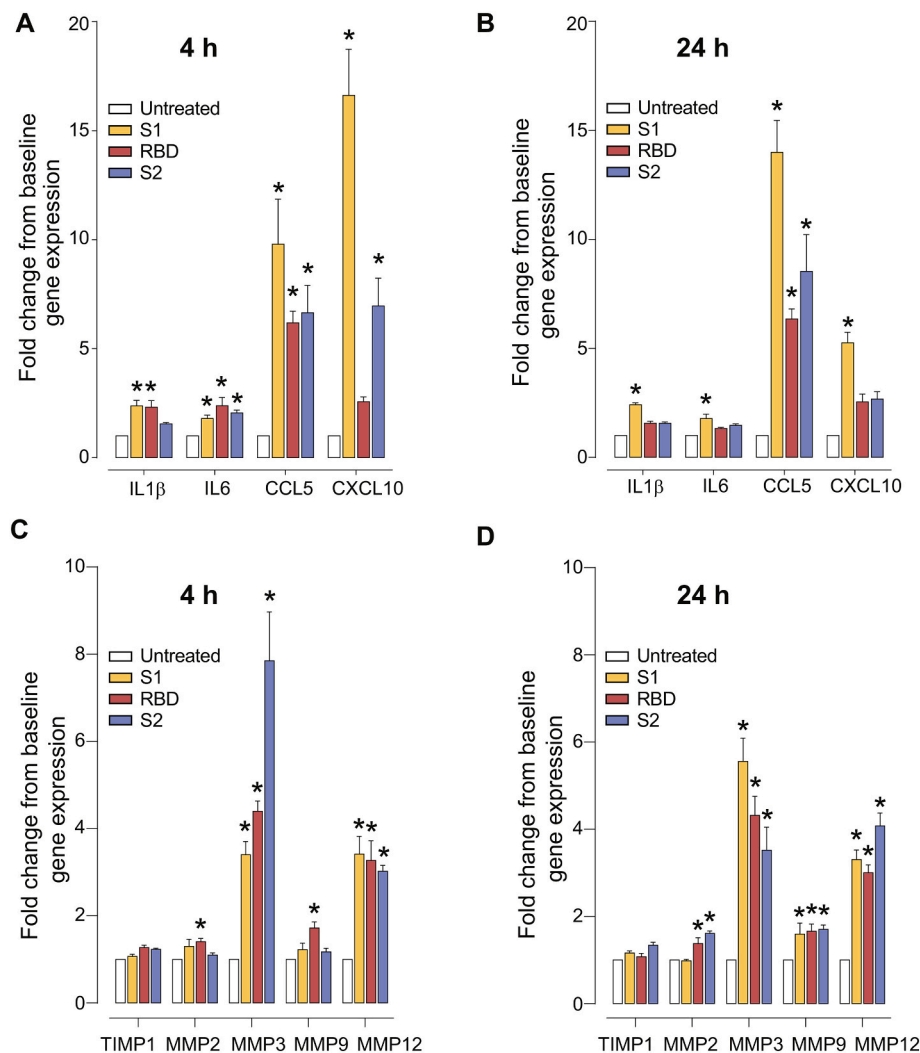 A
4 h
Fold change from baseline
gene expression
20
15
10
5
0
Untreated
S1
RBD
S2
* * * * * * * * * *
IL1β IL6 CCL5 CXCL10
B
24 h
Fold change from baseline
gene expression
20
15
10
5
0
Untreated
S1
RBD
S2
* * * * * *
IL1β IL6 CCL5 CXCL10
C
4 h
Fold change from baseline
gene expression
10
8
6
4
2
0
Untreated
S1
RBD
S2
* * * * * * * *
TIMP1 MMP2 MMP3 MMP9 MMP12
D
24 h
Fold change from baseline
gene expression
10
8
6
4
2
0
Untreated
S1
RBD
S2
* * * * * * * * * * *
TIMP1 MMP2 MMP3 MMP9 MMP12